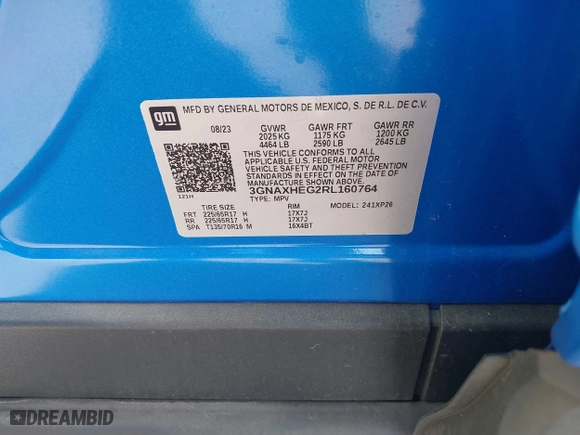 gm
MFD BY GENERAL MOTORS DE MEXICO, S. DE R.L. DE C.V.
08/23 GVWR GAWR FRT GAWR RR
2025 KG 1175 KG 1200 KG
4464 LB 2590 LB 2645 LB
THIS VEHICLE CONFORMS TO ALL
APPLICABLE U.S. FEDERAL MOTOR
VEHICLE SAFETY AND THEFT PREVENTION
STANDARDS IN EFFECT ON THE DATE OF
MANUFACTURE SHOWN ABOVE.
3GNAXHEG2RL160764
121H TYPE: MPV MODEL: 241XP26
TIRE SIZE RIM
FRT 225/65R17 H 17X7J
RR 225/65R17 H 17X7J
SPA T135/70R16 M 16X4BT
DREAMBID